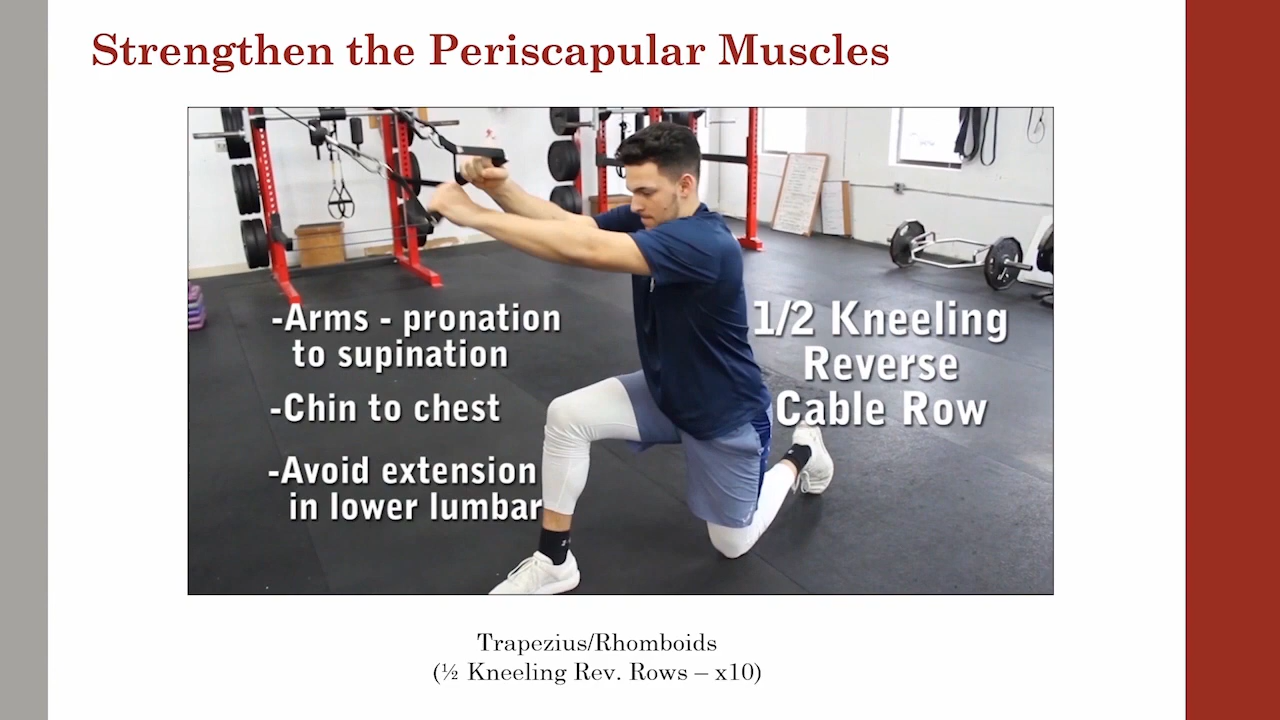 Strengthen the Periscapular Muscles
-Arms - pronation
to supination
-Chin to chest
-Avoid extension
in lower lumbar
1/2 Kneeling
Reverse
Cable Row
Trapezius/Rhomboids
(½ Kneeling Rev. Rows – x10)